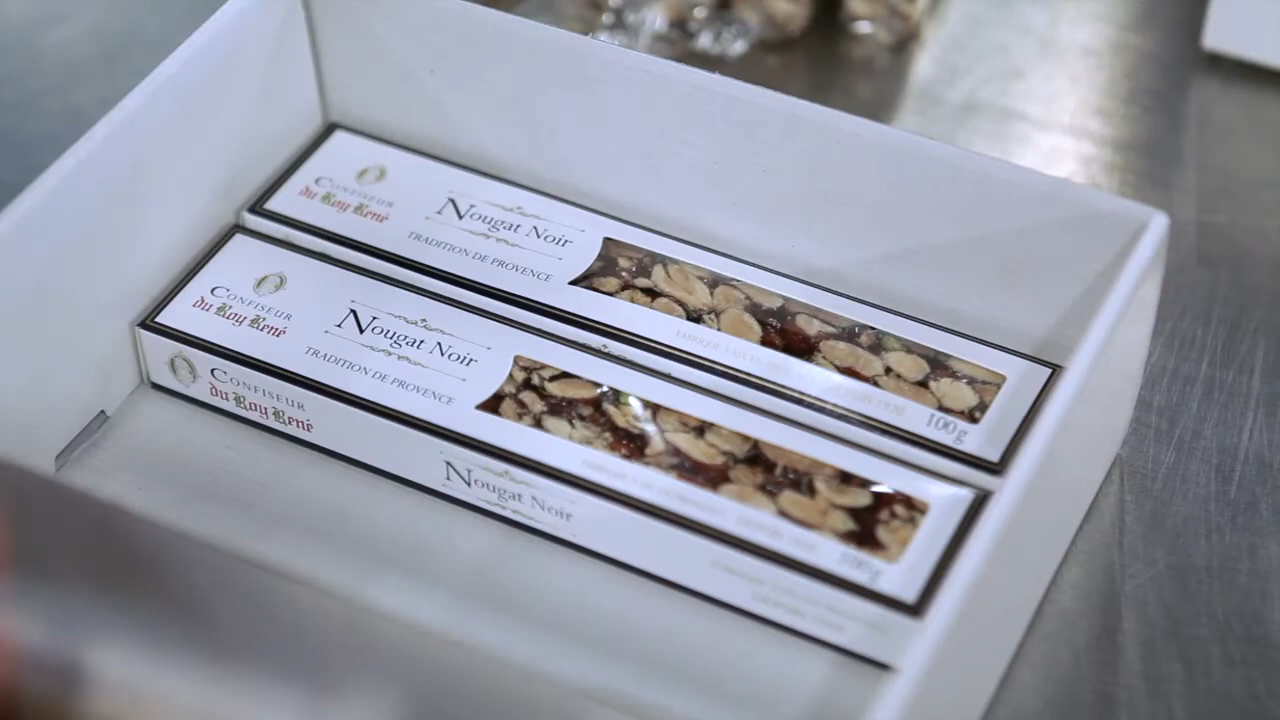 Confiseur
du Roy René
Nougat Noir
TRADITION DE PROVENCE
100g
Confiseur
du Roy René
Nougat Noir
TRADITION DE PROVENCE
Confiseur
du Roy René
Nougat Noir